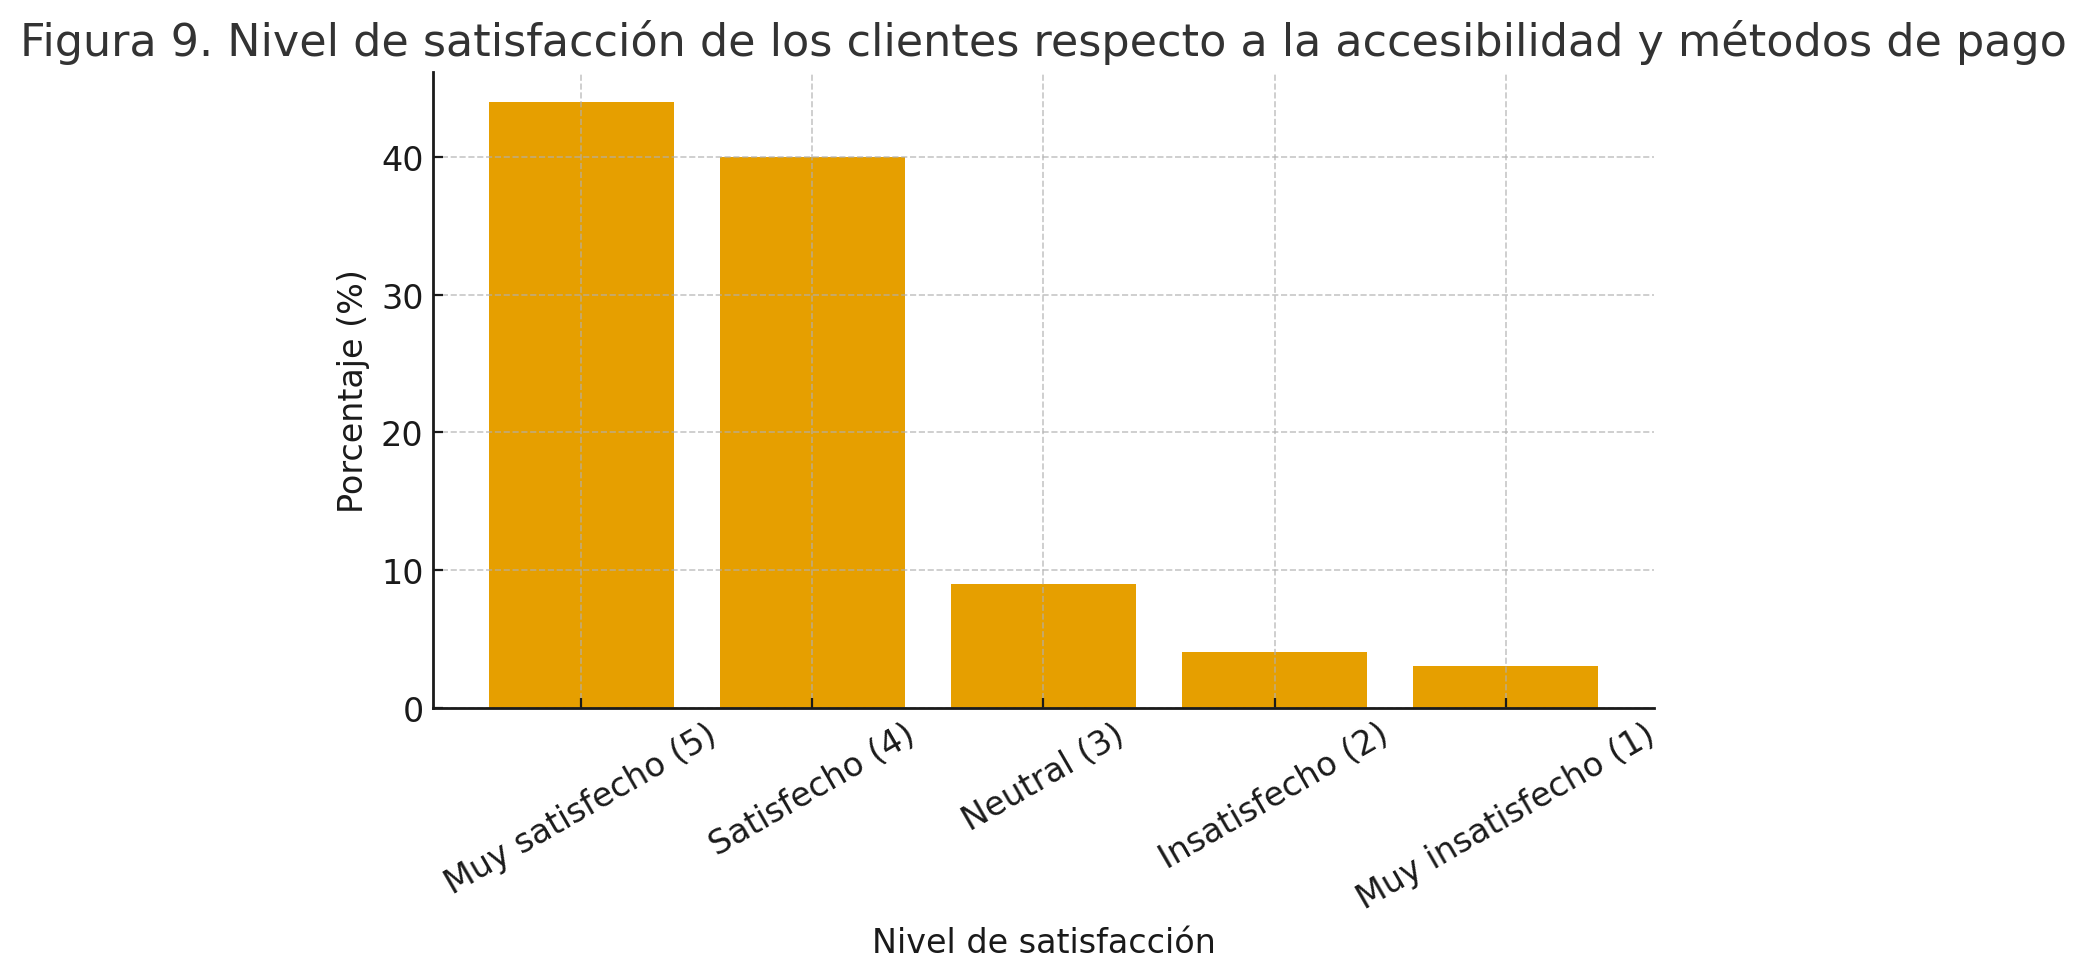 Figura 9. Nivel de satisfacción de los clientes respecto a la accesibilidad y métodos de pago
Porcentaje (%)
40
30
20
10
0
Muy satisfecho (5)
Satisfecho (4)
Neutral (3)
Insatisfecho (2)
Muy insatisfecho (1)
Nivel de satisfacción